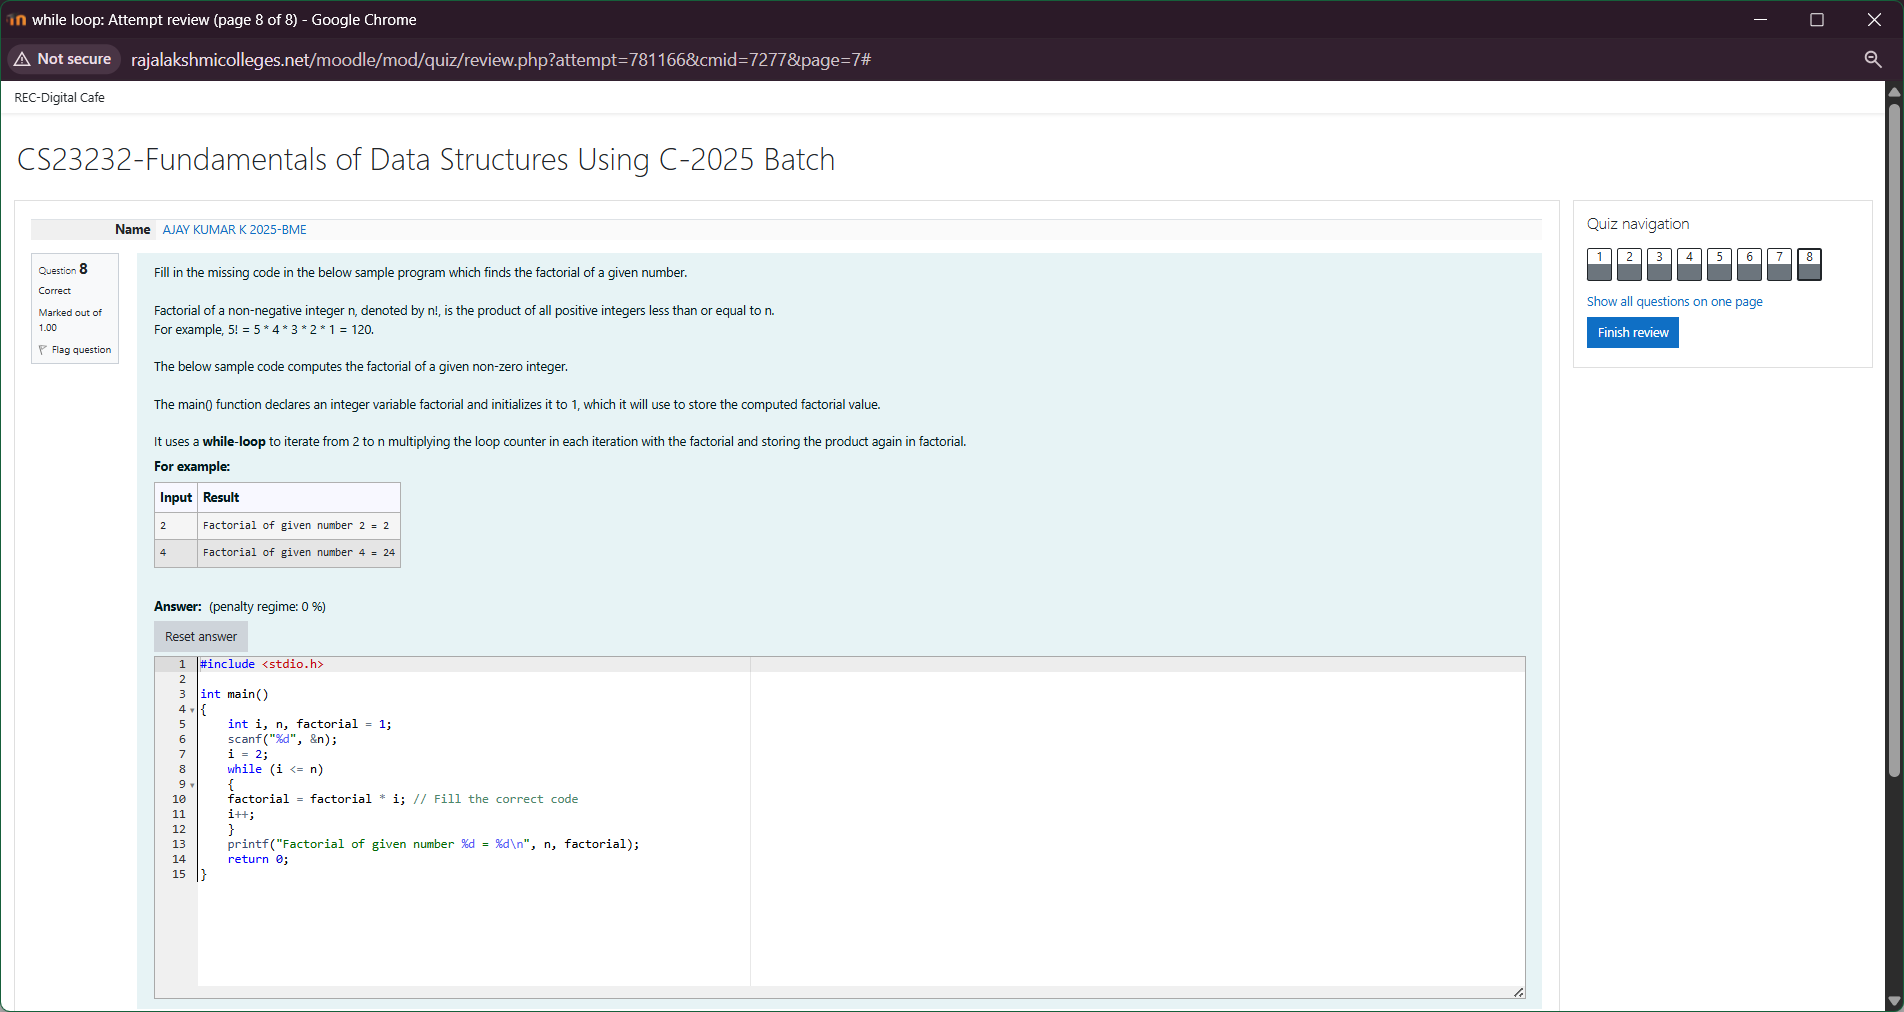 while loop: Attempt review (page 8 of 8) - Google Chrome
Not secure
rajalakshmicolleges.net/moodle/mod/quiz/review.php?attempt=781166&cmid=7277&page=7#
REC-Digital Cafe
CS23232-Fundamentals of Data Structures Using C-2025 Batch
Name AJAY KUMAR K 2025-BME
Question 8
Correct
Marked out of
1.00
Flag question
Fill in the missing code in the below sample program which finds the factorial of a given number.
Factorial of a non-negative integer n, denoted by n!, is the product of all positive integers less than or equal to n.
For example, 5! = 5 * 4 * 3 * 2 * 1 = 120.
The below sample code computes the factorial of a given non-zero integer.
The main() function declares an integer variable factorial and initializes it to 1, which it will use to store the computed factorial value.
It uses a while-loop to iterate from 2 to n multiplying the loop counter in each iteration with the factorial and storing the product again in factorial.
For example:
Input Result
2 Factorial of given number 2 = 2
4 Factorial of given number 4 = 24
Answer: (penalty regime: 0 %)
Reset answer
1 #include <stdio.h>
2
3 int main()
4 {
5 int i, n, factorial = 1;
6 scanf("%d", &n);
7 i = 2;
8 while (i <= n)
9 {
10 factorial = factorial * i; // Fill the correct code
11 i++;
12 }
13 printf("Factorial of given number %d = %d\n", n, factorial);
14 return 0;
15 }
Quiz navigation
1 2 3 4 5 6 7 8
Show all questions on one page
Finish review